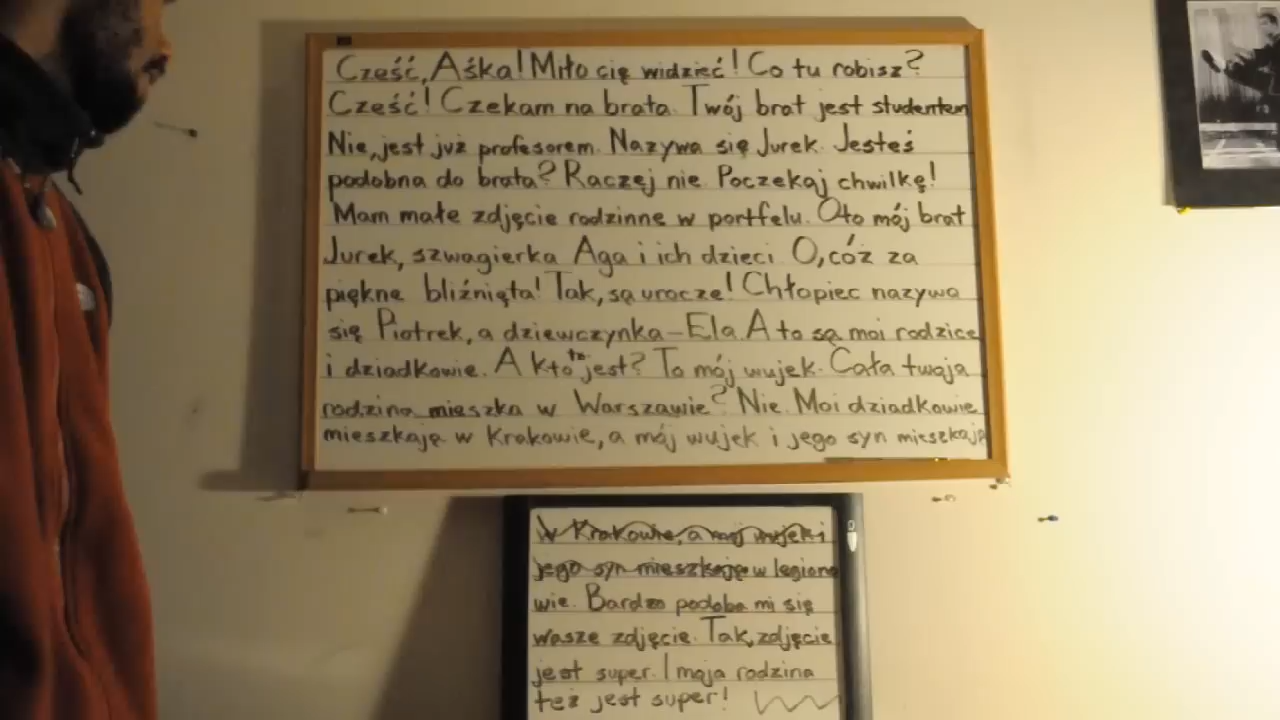 Cześć, Aśka! Miło cię widzieć! Co tu robisz?
Cześć! Czekam na brata. Twój brat jest studentem
Nie, jest już profesorem. Nazywa się Jurek. Jesteś
podobna do brata? Raczej nie. Poczekaj chwilkę!
Mam małe zdjęcie rodzinne w portfelu. Oto mój brat
Jurek, szwagierka Aga i ich dzieci O, cóż za
piękne bliźnięta! Tak, są urocze! Chłopiec nazywa
się Piotrek, a dziewczynka – Ela. A to są moi rodzice
i dziadkowie. A kto to jest? To mój wujek. Cała twoja
rodzina mieszka w Warszawie? Nie. Moi dziadkowie
mieszkają w Krakowie, a mój wujek i jego syn mieszkają
w Krakowie, a mój wujek i
jego syn mieszkają w legiono
wie. Bardzo podoba mi się
wasze zdjęcie. Tak, zdjęcie
jest super. I moja rodzina
też jest super!